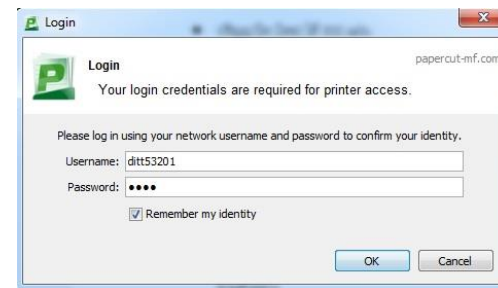 Login
Login
papercut-mf.com
Your login credentials are required for printer access.
Please log in using your network username and password to confirm your identity.
Username: ditt53201
Password: ••••
Remember my identity
OK Cancel